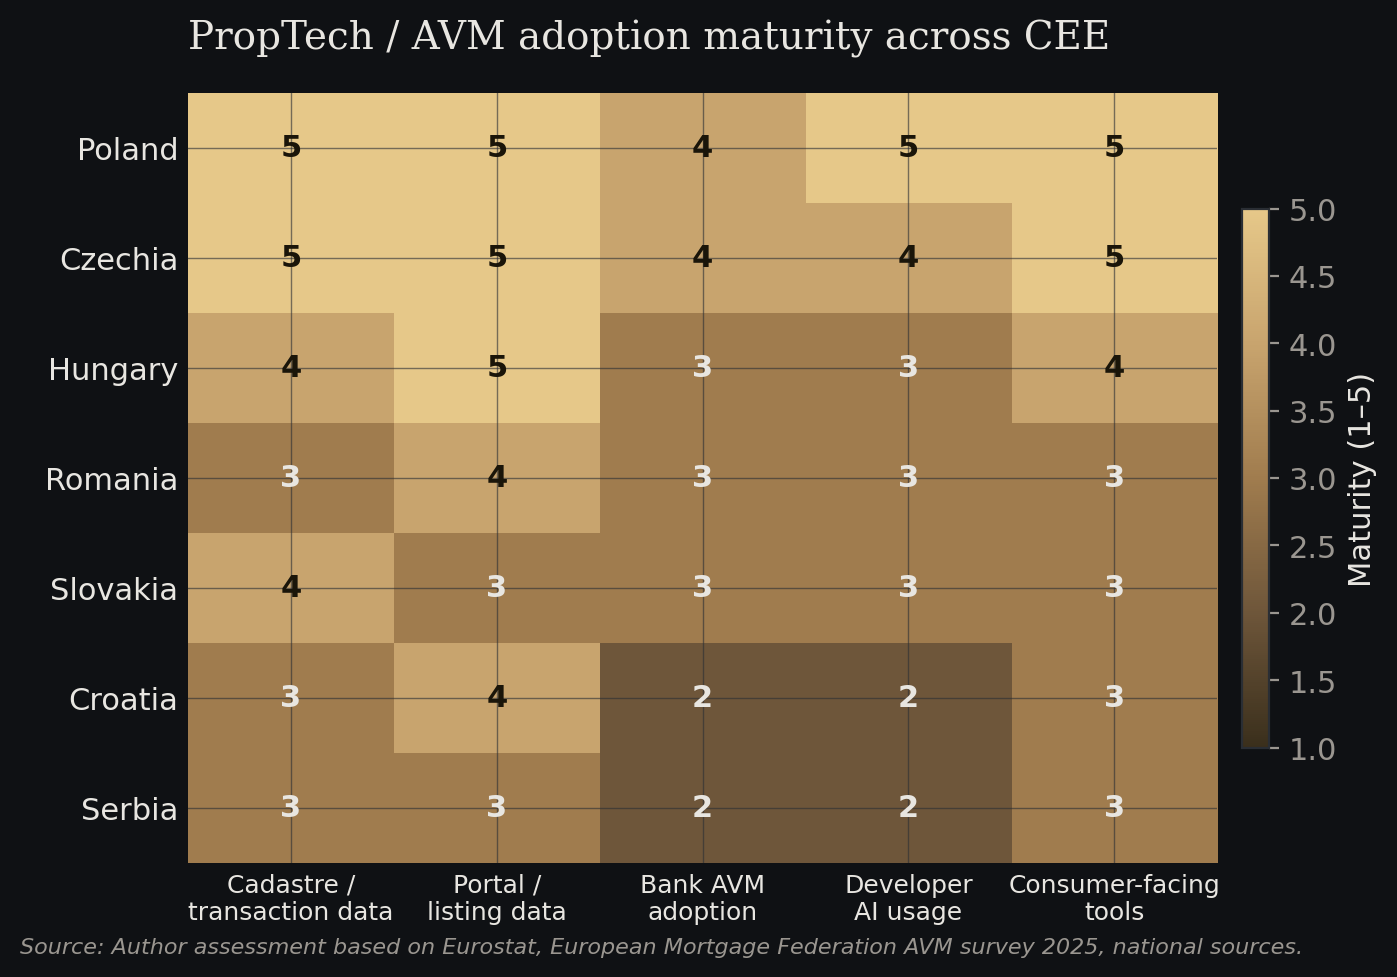 PropTech / AVM adoption maturity across CEE
Poland 5 5 4 5 5
Czechia 5 5 4 4 5
Hungary 4 5 3 3 4
Romania 3 4 3 3 3
Slovakia 4 3 3 3 3
Croatia 3 4 2 2 3
Serbia 3 3 2 2 3
Cadastre /
transaction data
Portal /
listing data
Bank AVM
adoption
Developer
AI usage
Consumer-facing
tools
5.0
4.5
4.0
3.5
3.0
2.5
2.0
1.5
1.0
Maturity (1–5)
Source: Author assessment based on Eurostat, European Mortgage Federation AVM survey 2025, national sources.